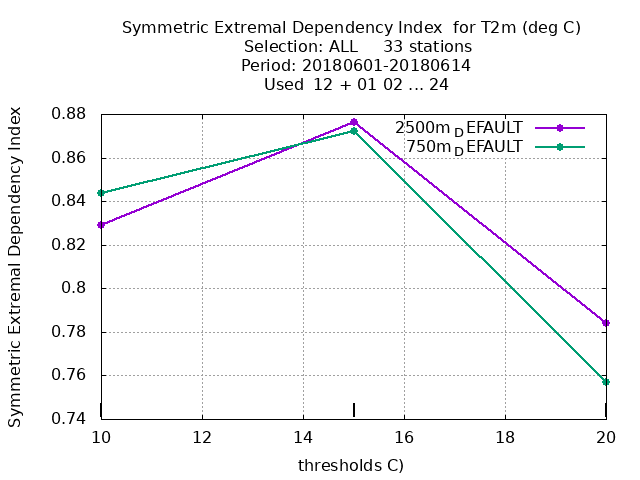 Symmetric Extremal Dependency Index  for T2m (deg C)
Selection: ALL     33 stations
Period: 20180601-20180614
Used  12 + 01 02 ... 24
Symmetric Extremal Dependency Index
0.88
0.86
0.84
0.82
0.8
0.78
0.76
0.74
2500mDEFAULT
750mDEFAULT
10
12
14
16
18
20
thresholds C)